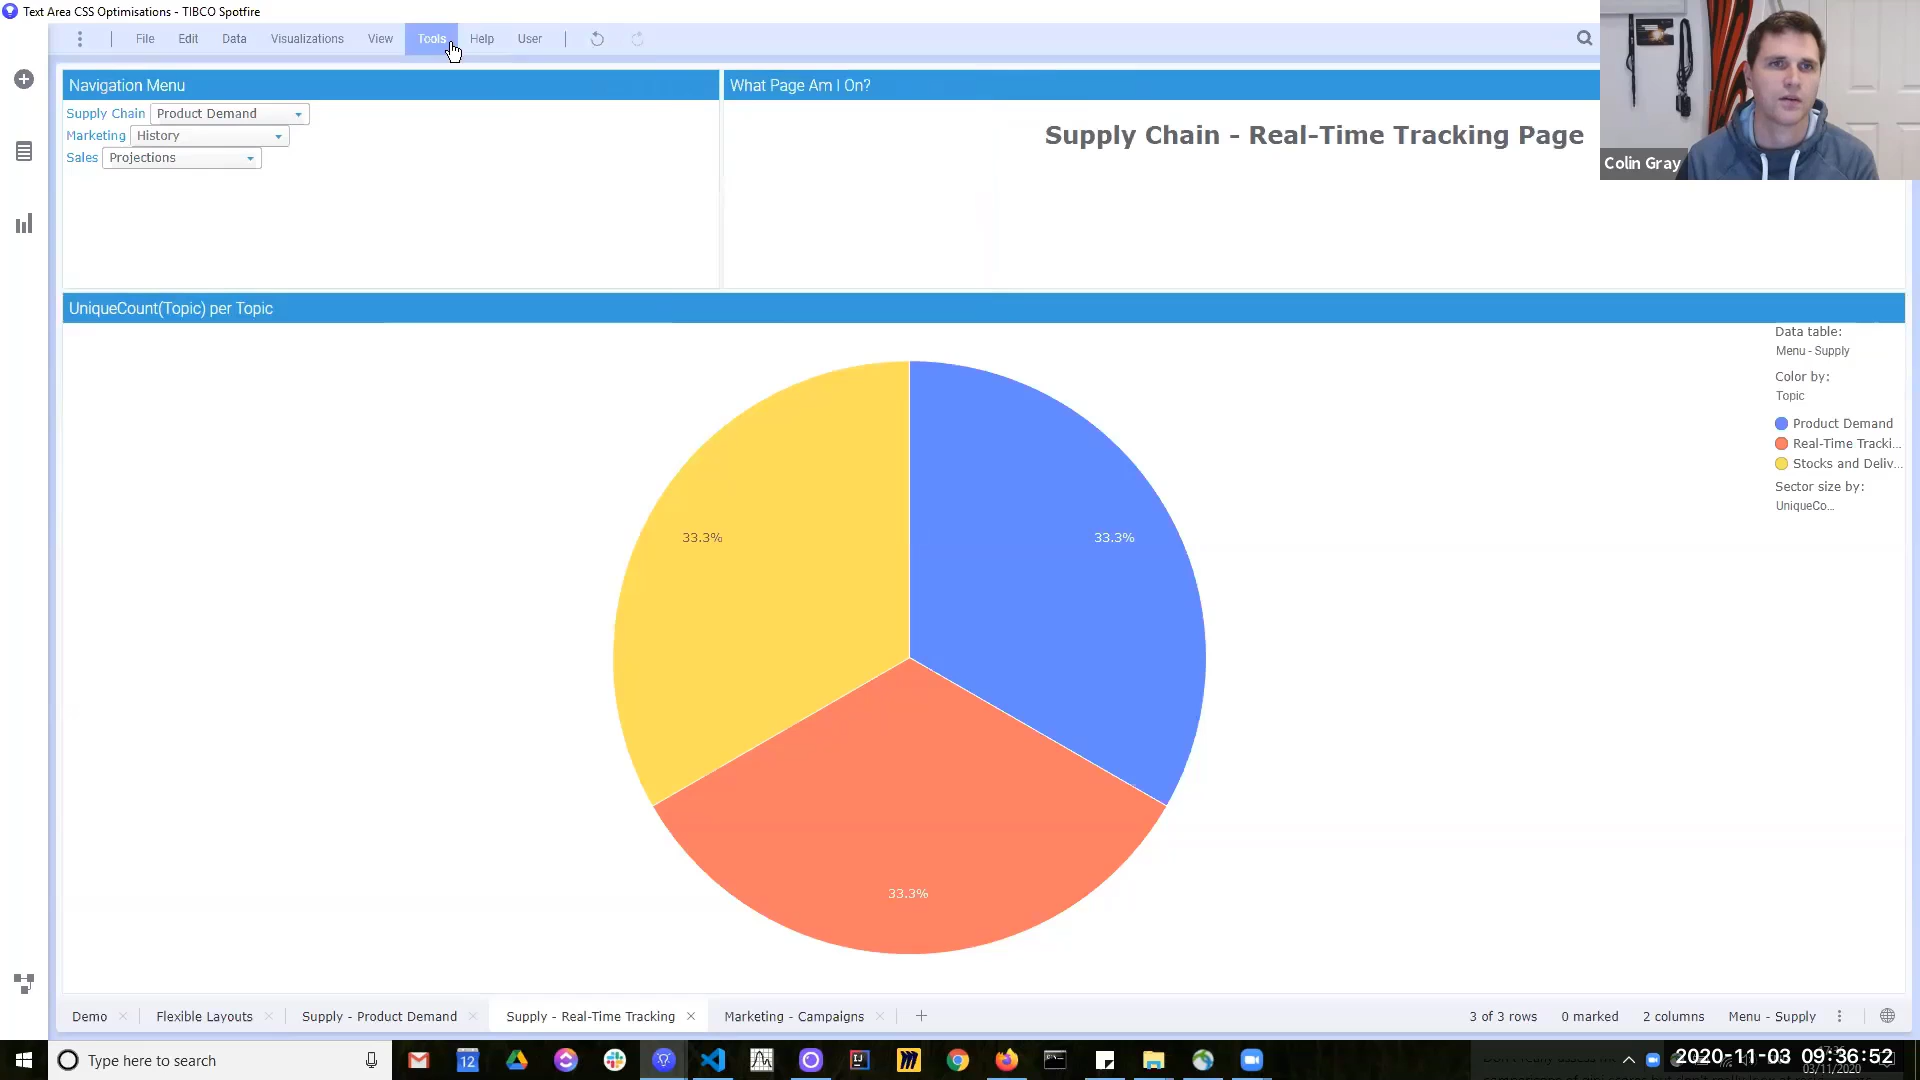 Text Area CSS Optimisations - TIBCO Spotfire
File Edit Data Visualizations View Tools Help User
Navigation Menu
What Page Am I On?
Supply Chain Product Demand
Marketing History
Sales Projections
Supply Chain - Real-Time Tracking Page
Colin Gray
UniqueCount(Topic) per Topic
Data table:
Menu - Supply
Color by:
Topic
Product Demand
Real-Time Tracki...
Stocks and Deliv...
Sector size by:
UniqueCo...
33.3%
33.3%
33.3%
Demo Flexible Layouts Supply - Product Demand Supply - Real-Time Tracking Marketing - Campaigns
3 of 3 rows 0 marked 2 columns Menu - Supply
Type here to search
12
IJ
2020-11-03 09:36:52
03/11/2020